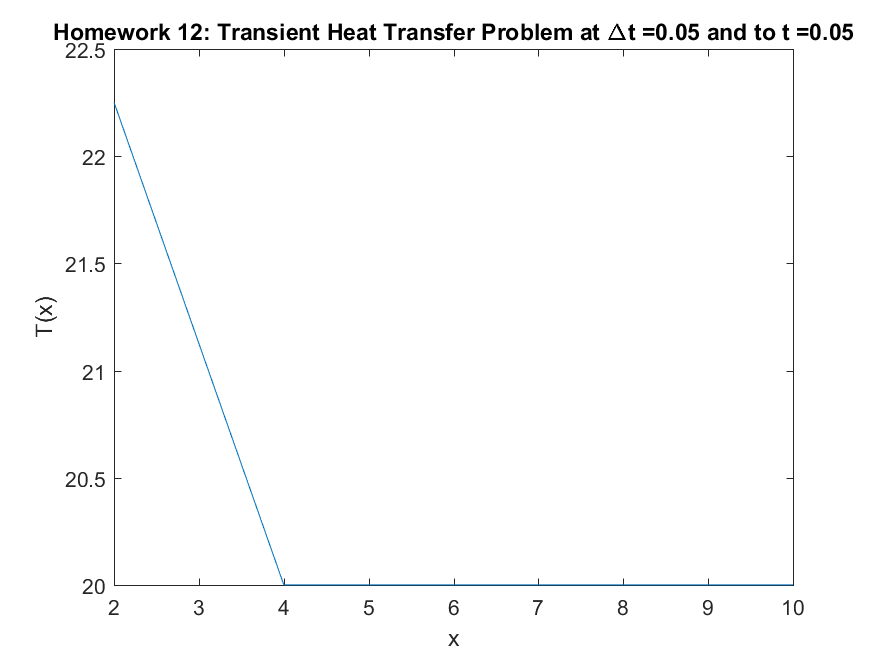 Homework 12: Transient Heat Transfer Problem at Δt =0.05 and to t =0.05
22.5
22
21.5
21
20.5
20
T(x)
2 3 4 5 6 7 8 9 10
x